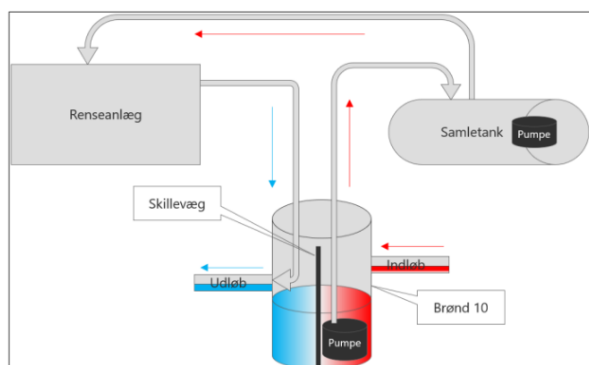 Renseanlæg
Samletank
Pumpe
Skillevæg
Indløb
Udløb
Brønd 10
Pumpe